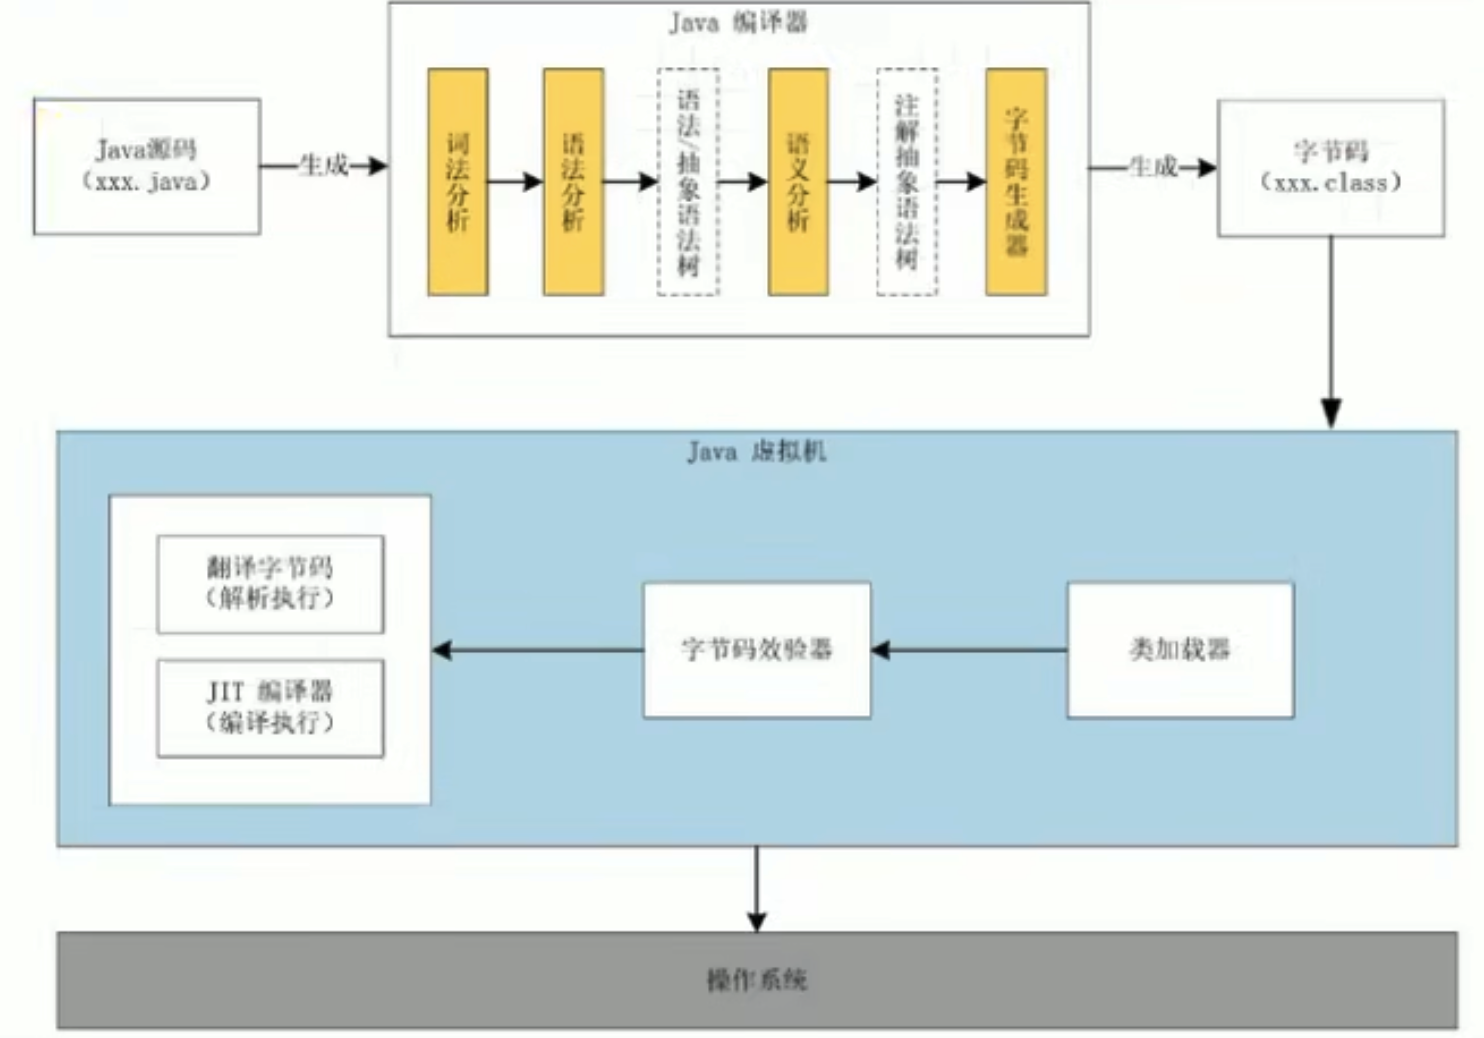 Java 编译器
Java源码
（xxx.java）
生成
词法分析
语法分析
语法/抽象语法树
语义分析
注解抽象语法树
字节码生成器
生成
字节码
（xxx.class）
Java 虚拟机
翻译字节码
（解析执行）
JIT 编译器
（编译执行）
字节码效验器
类加载器
操作系统